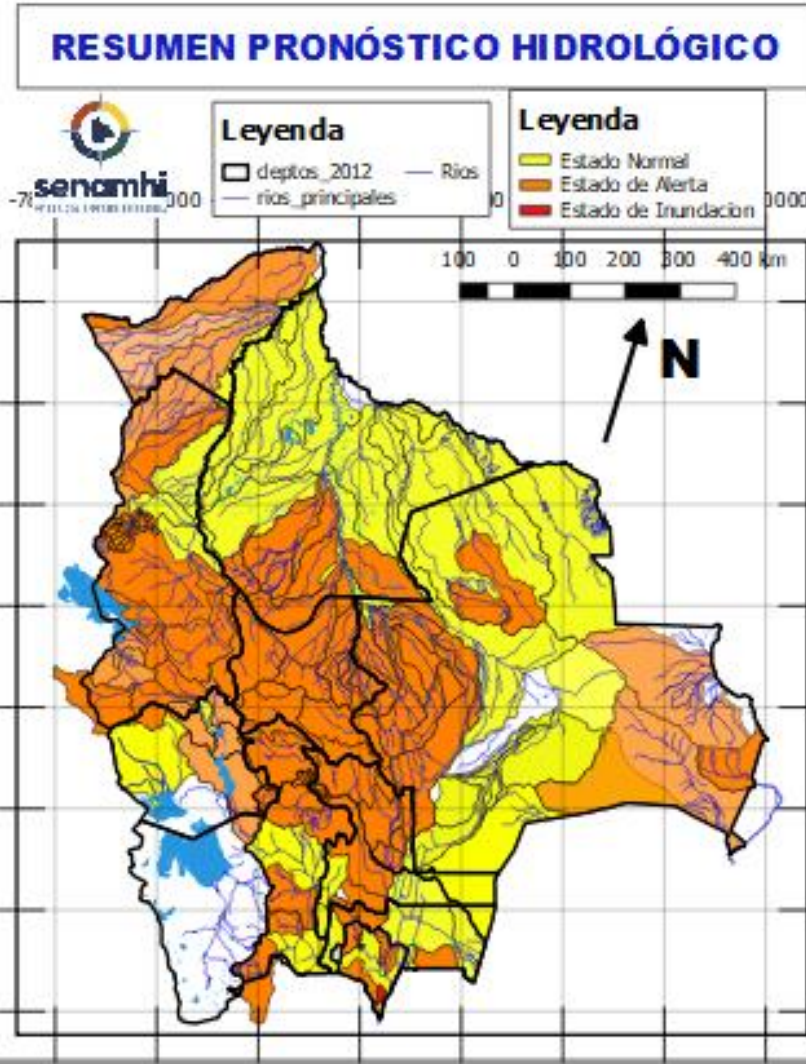 RESUMEN PRONÓSTICO HIDROLÓGICO
senamhi
Leyenda
deptos_2012
Rios
rios_principales
Leyenda
Estado Normal
Estado de Alerta
Estado de Inundacion
100 0 100 200 300 400 km
N